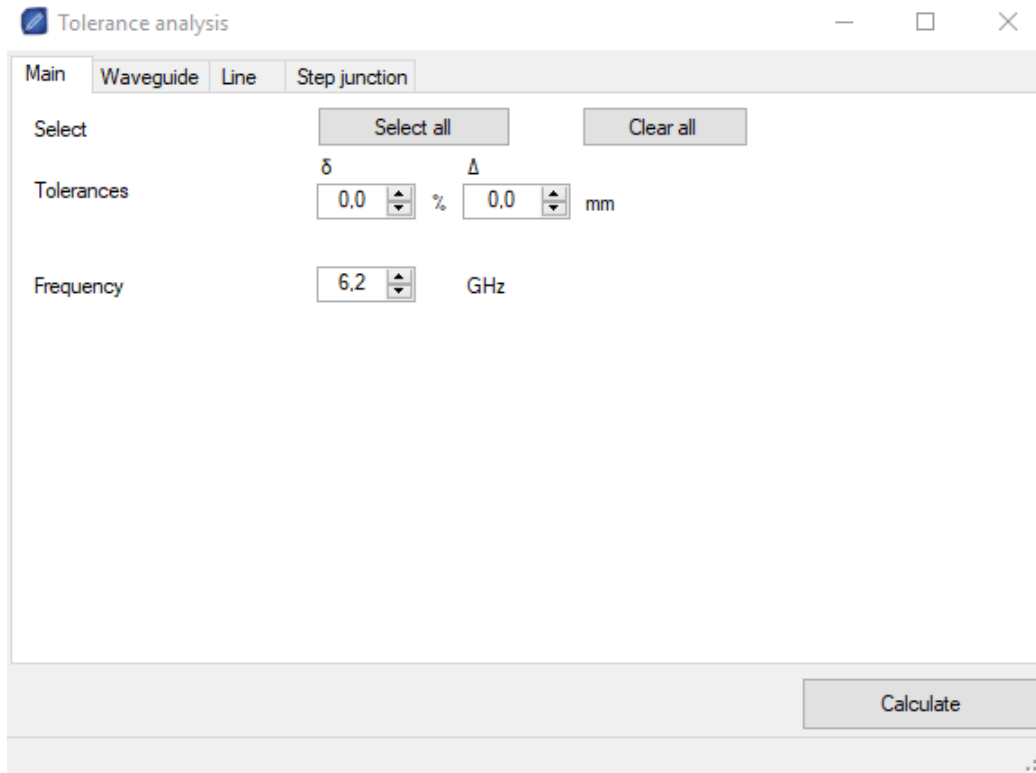 Tolerance analysis
Main Waveguide Line Step junction
Select Select all Clear all
δ Δ
Tolerances 0,0 % 0,0 mm
Frequency 6,2 GHz
Calculate